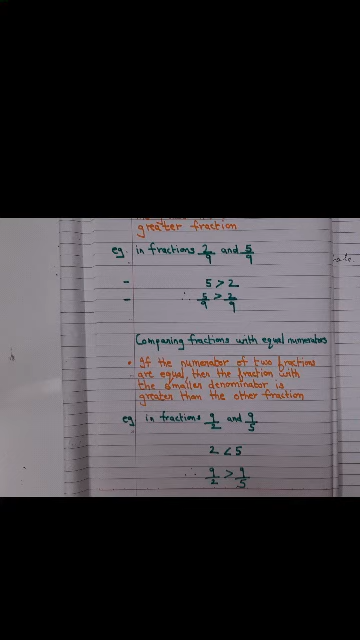 greater fraction
eg in fractions 2/9 and 5/9
- 5 > 2
- ∴ 5/9 > 2/9
Comparing fractions with equal numerators
• If the numerator of two fractions
are equal, then the fraction with
the smaller denominator is
greater than the other fraction
eg in fractions 9/2 and 9/5
2 < 5
∴ 9/2 > 9/5